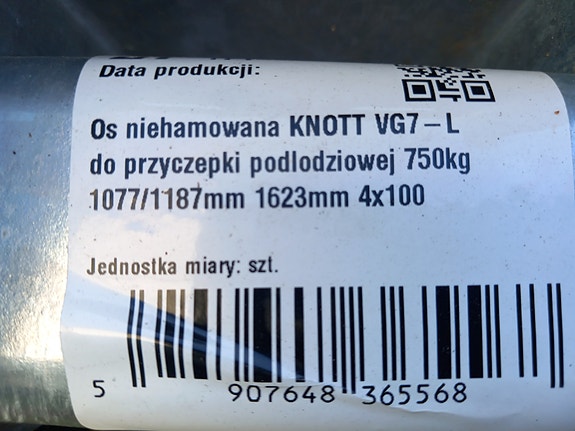 Data produkcji:
Os niehamowana KNOTT VG7–L
do przyczepki podlodziowej 750kg
1077/1187mm 1623mm 4x100
Jednostka miary: szt.
5 907648 365568